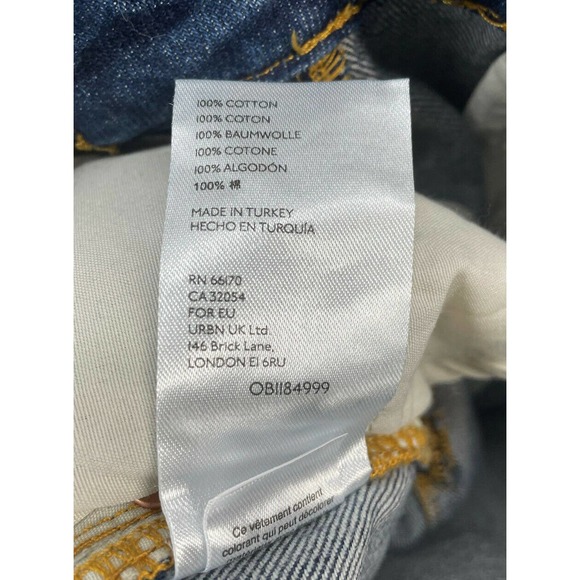 100% COTTON
100% COTON
100% BAUMWOLLE
100% COTONE
100% ALGODÓN
100% 棉
MADE IN TURKEY
HECHO EN TURQUÍA
RN 66170
CA 32054
FOR EU
URBN UK Ltd.
146 Brick Lane,
LONDON E1 6RU
OB1184999
Ce vêtement contient
colorant qui peut décolorer